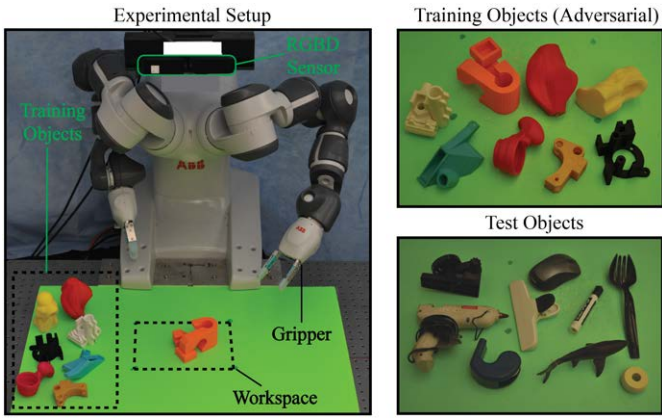 Experimental Setup
RGBD
Sensor
Training
Objects
ABB
ABB
Gripper
Workspace
Training Objects (Adversarial)
Test Objects